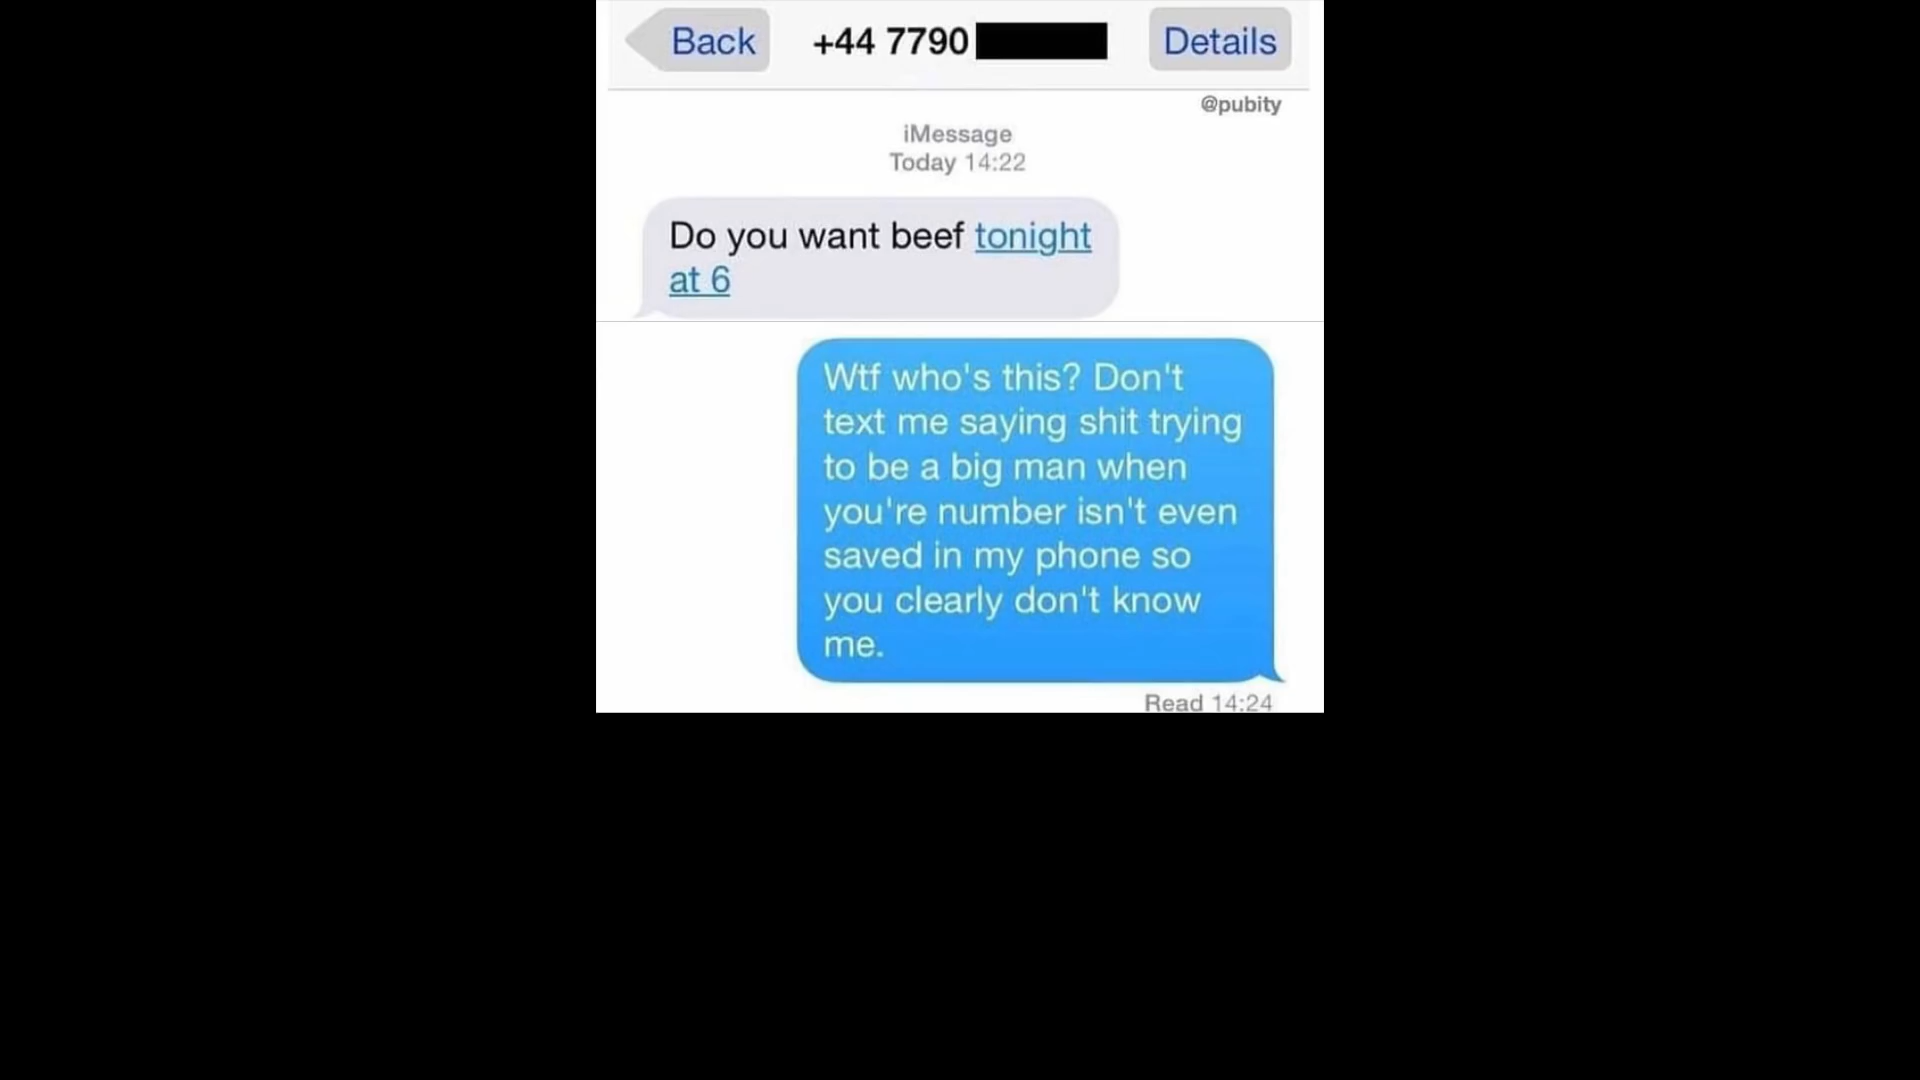 Back +44 7790 Details
@pubity
iMessage
Today 14:22
Do you want beef tonight
at 6
Wtf who's this? Don't
text me saying shit trying
to be a big man when
you're number isn't even
saved in my phone so
you clearly don't know
me.
Read 14:24